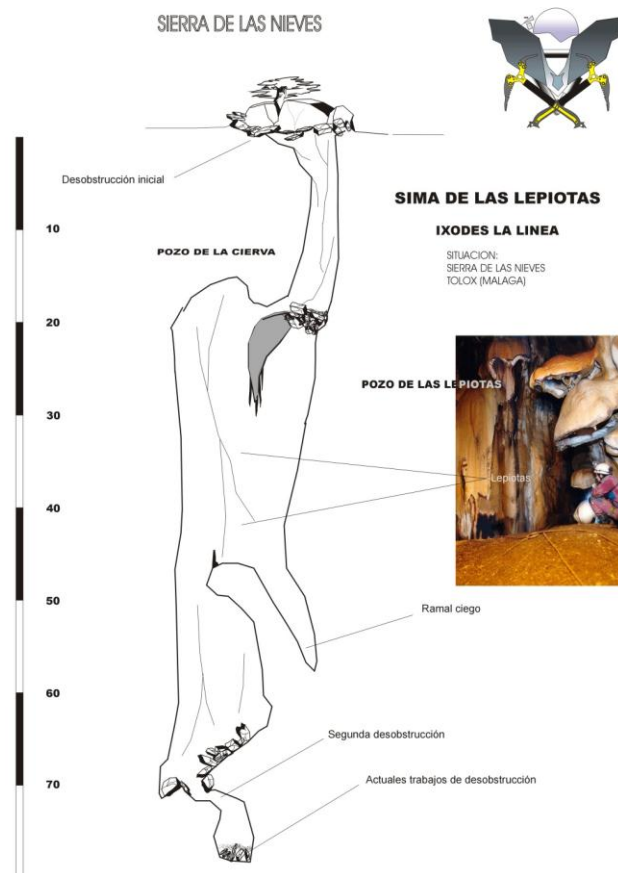 SIERRA DE LAS NIEVES
Desobstrucción inicial
SIMA DE LAS LEPIOTAS
IXODES LA LINEA
SITUACION:
SIERRA DE LAS NIEVES
TOLOX (MALAGA)
10
POZO DE LA CIERVA
20
POZO DE LAS LEPIOTAS
30
Lepiotas
40
50
Ramal ciego
60
Segunda desobstrucción
70
Actuales trabajos de desobstrucción